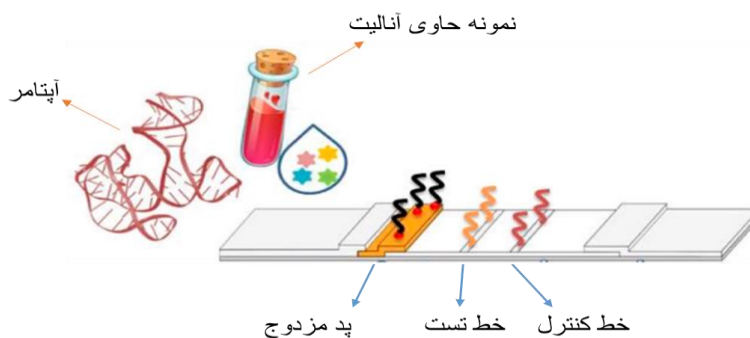 نمونه حاوی آنالیت
آپتامر
خط کنترل
خط تست
پد مزدوج